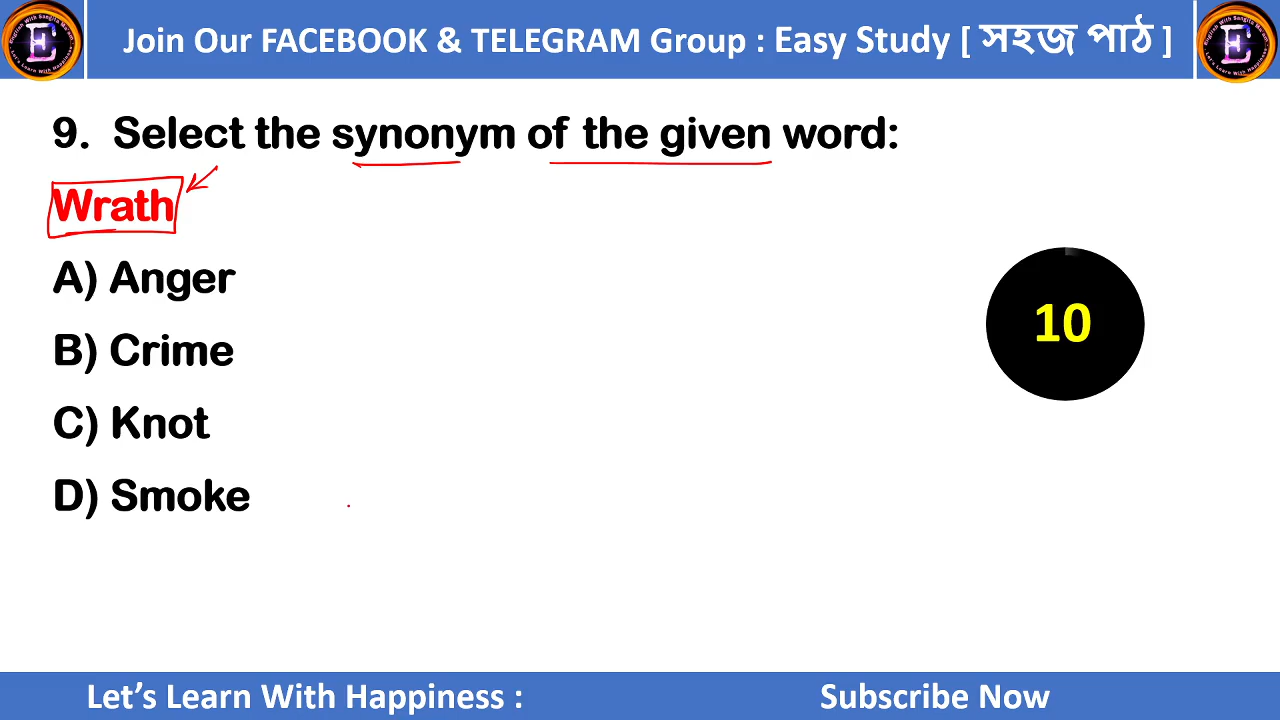 Join Our FACEBOOK & TELEGRAM Group : Easy Study [ সহজ পাঠ ]
9. Select the synonym of the given word:
Wrath
A) Anger
B) Crime
C) Knot
D) Smoke
10
Let's Learn With Happiness :
Subscribe Now